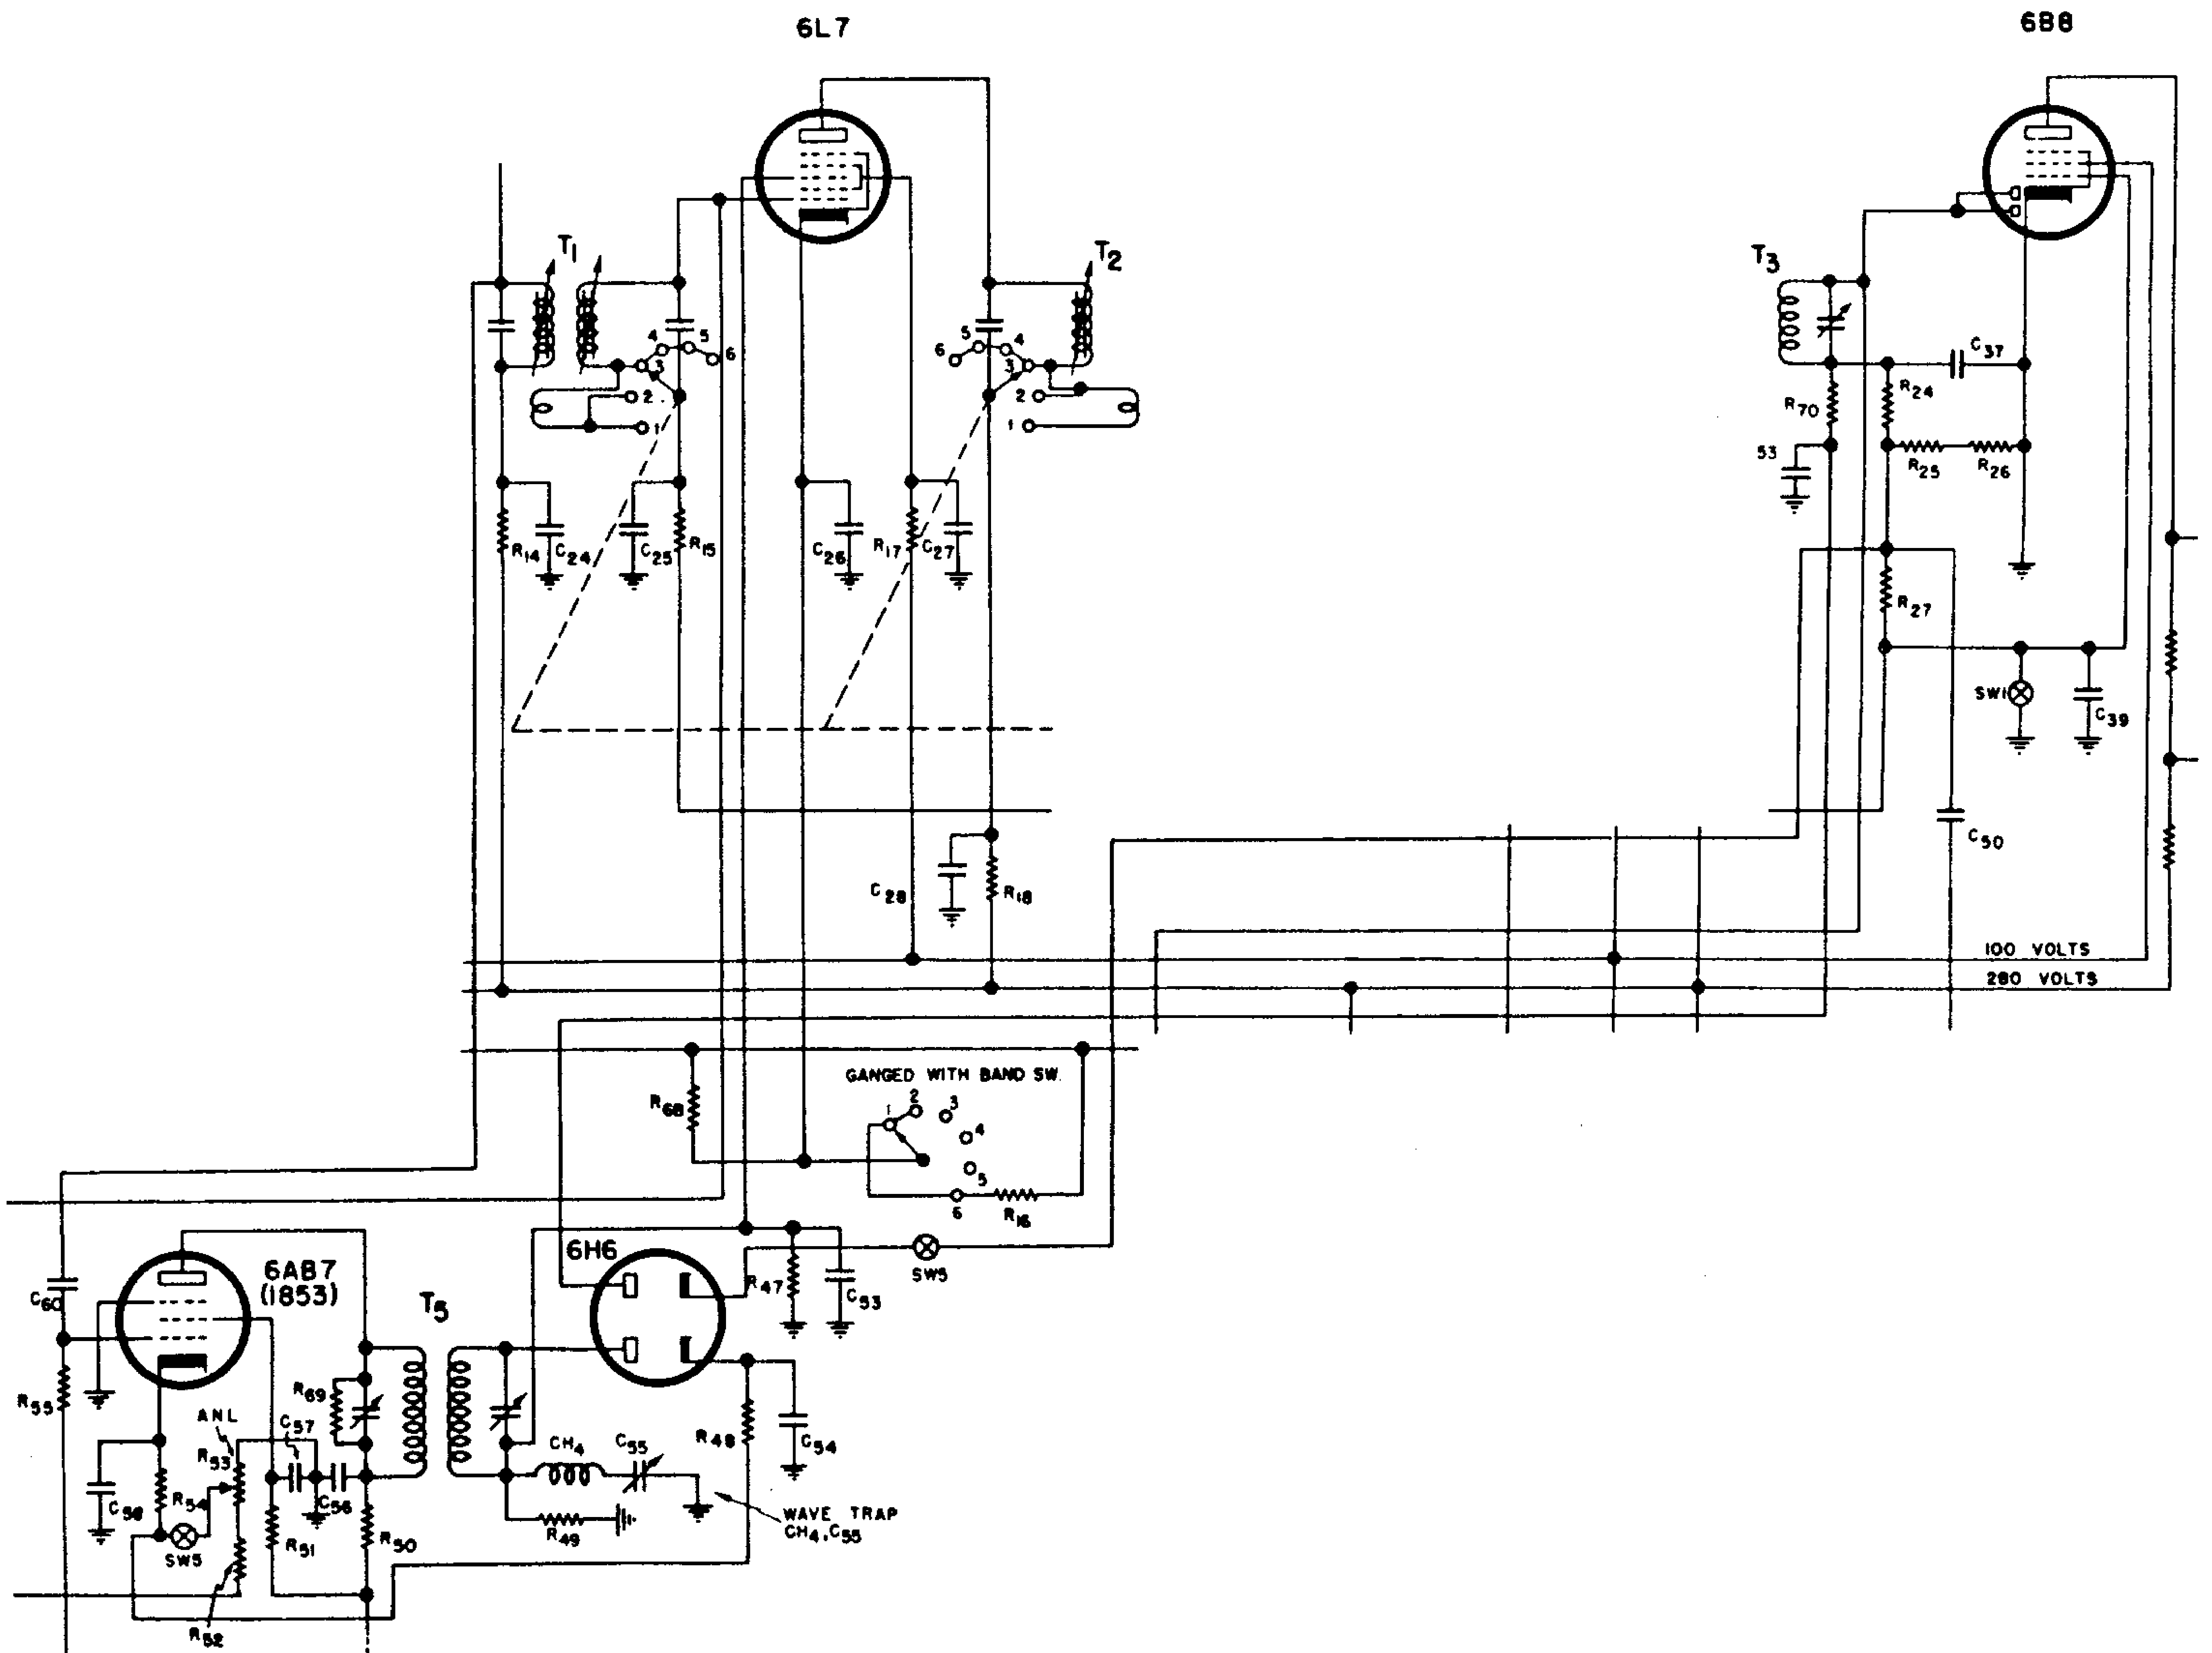 6L7
6B8
T1
T2
T3
4
5
6
3
2
1
5
4
6
3
2
1
C37
R24
R70
53
R25
R26
R14
C24
C25
R15
C26
R17
C27
R27
SW1
C39
C50
C28
R18
100 VOLTS
280 VOLTS
GANGED WITH BAND SW.
R68
1
2
3
4
5
6
R16
6H6
SW5
R47
C53
6AB7
(1853)
T5
C60
R55
R69
ANL
C57
R53
CH4
C55
R48
C54
C58
R54
C56
WAVE TRAP
CH4, C55
R49
R51
R50
SW5
R52